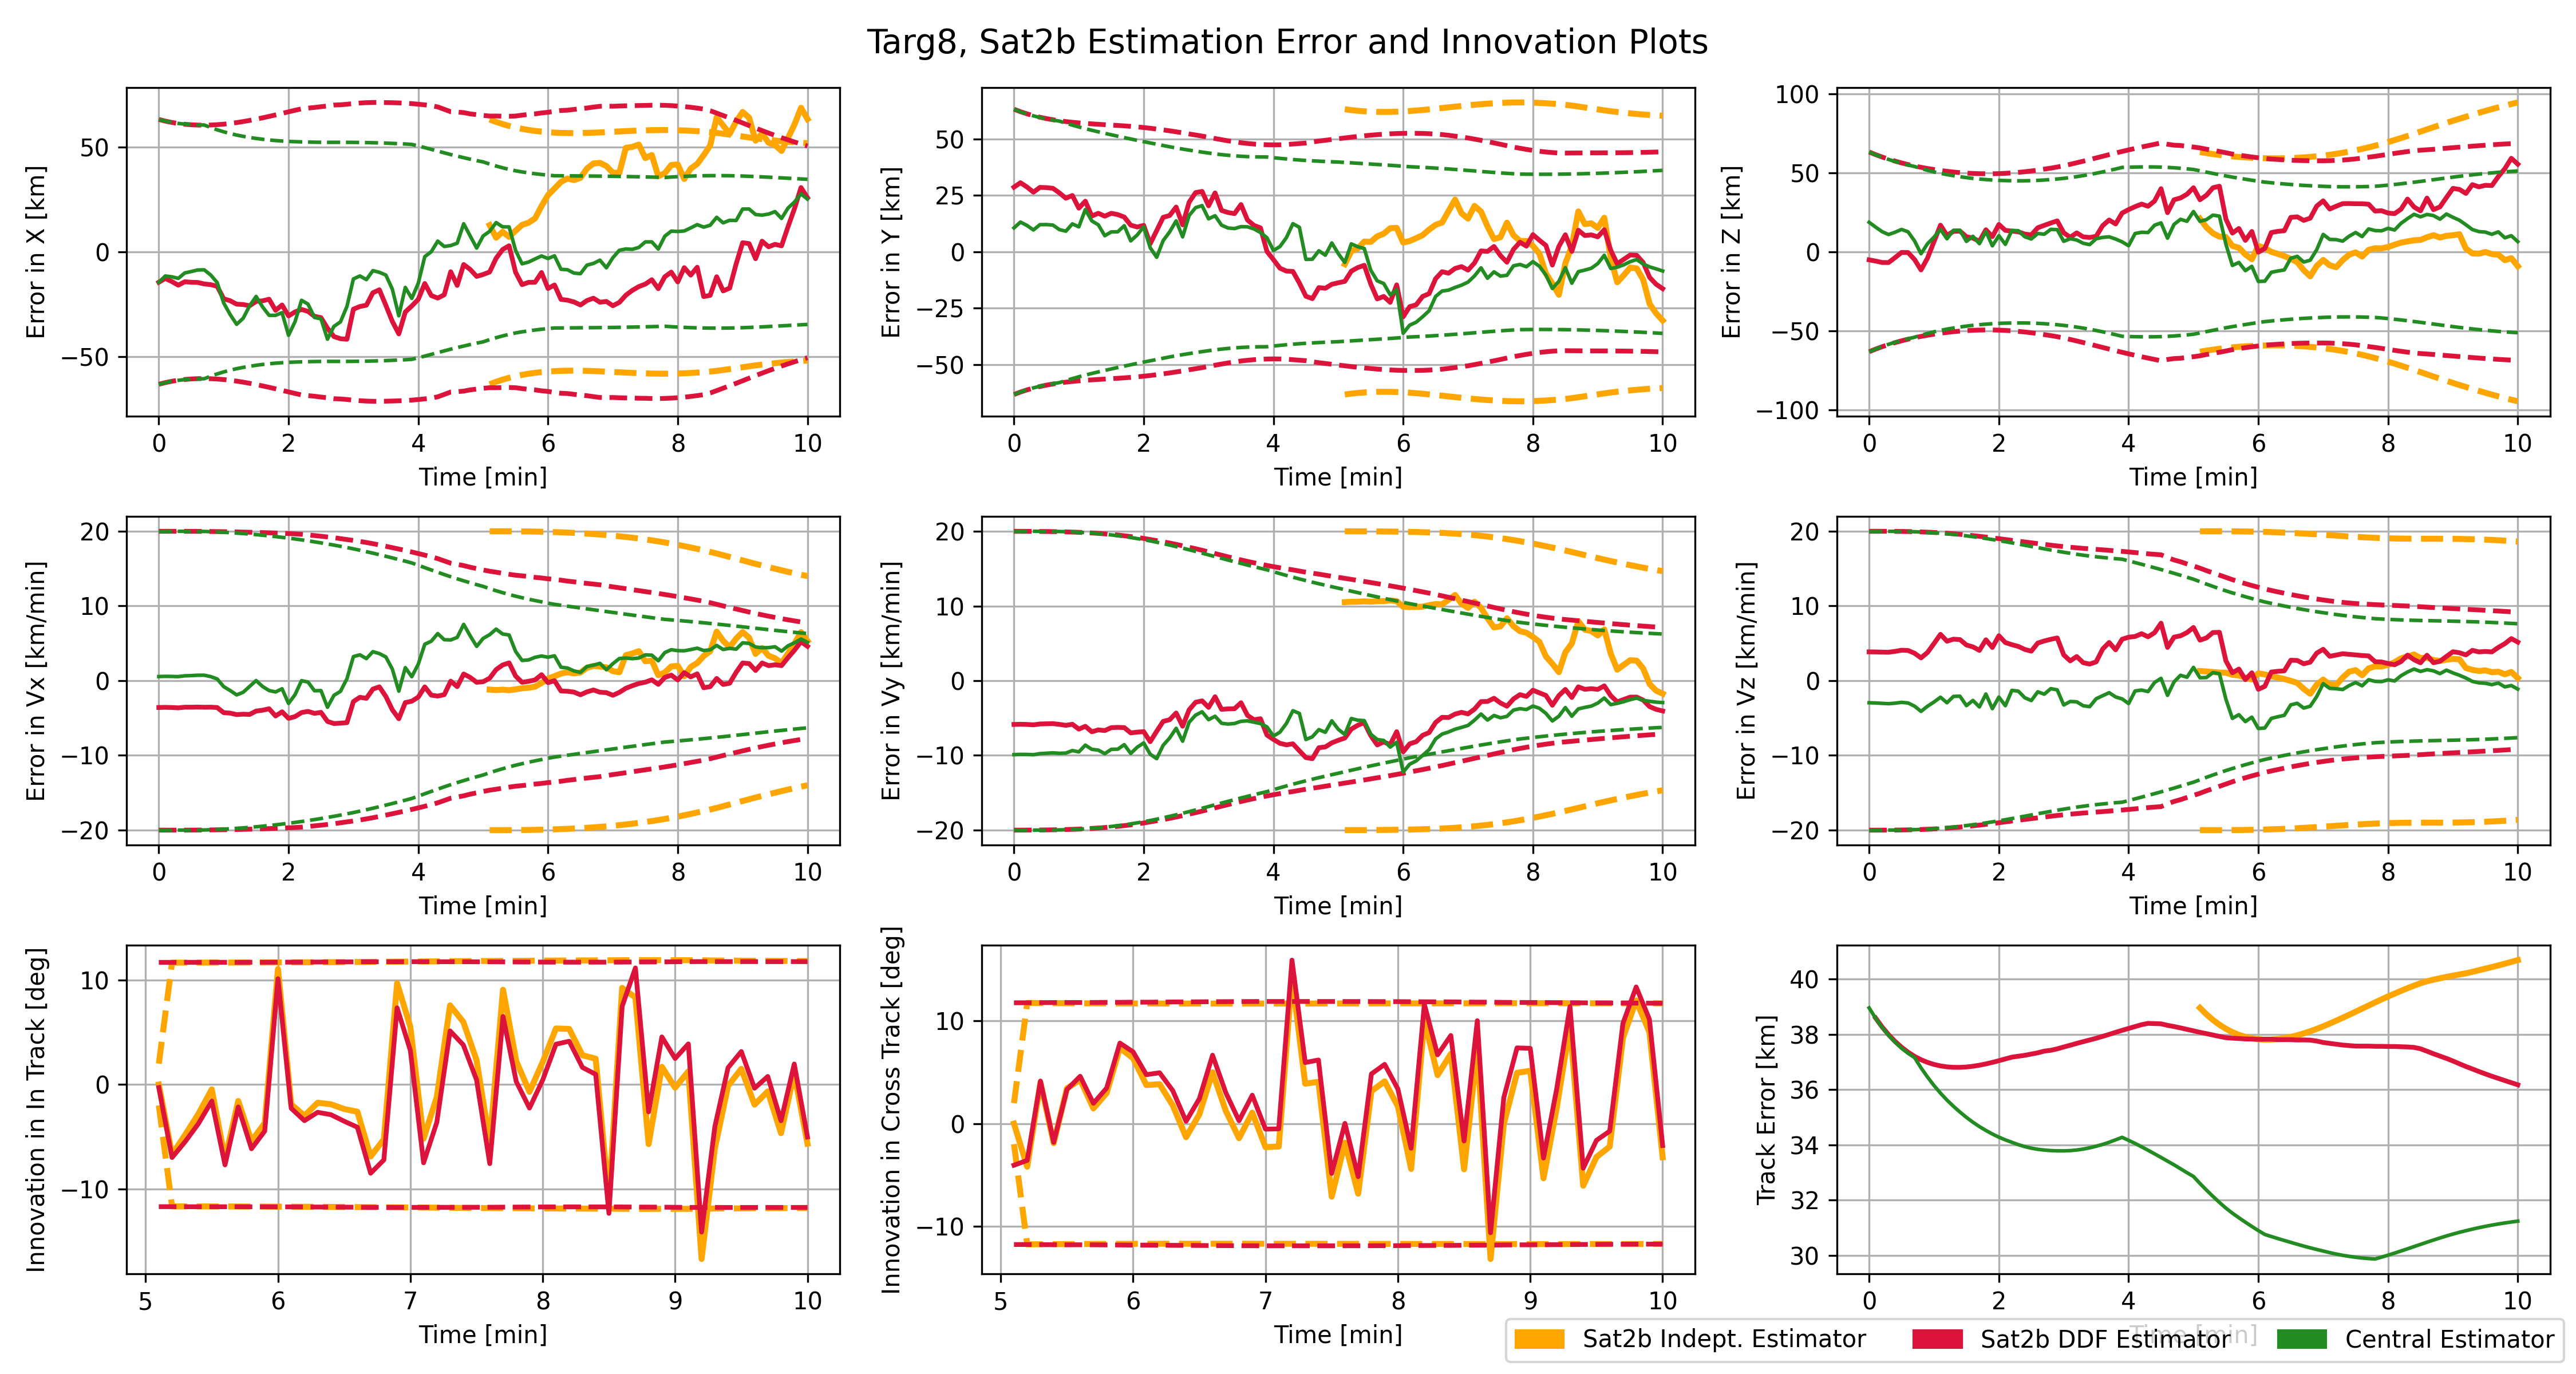 Targ8, Sat2b Estimation Error and Innovation Plots
Error in X [km]
50
0
−50
0 2 4 6 8 10
Time [min]
Error in Y [km]
50
25
0
−25
−50
0 2 4 6 8 10
Time [min]
Error in Z [km]
100
50
0
−50
−100
0 2 4 6 8 10
Time [min]
Error in Vx [km/min]
20
10
0
−10
−20
0 2 4 6 8 10
Time [min]
Error in Vy [km/min]
20
10
0
−10
−20
0 2 4 6 8 10
Time [min]
Error in Vz [km/min]
20
10
0
−10
−20
0 2 4 6 8 10
Time [min]
Innovation in In Track [deg]
10
0
−10
5 6 7 8 9 10
Time [min]
Innovation in Cross Track [deg]
10
0
−10
5 6 7 8 9 10
Time [min]
Track Error [km]
40
38
36
34
32
30
0 2 4 6 8 10
Time [min]
Sat2b Indept. Estimator Sat2b DDF Estimator Central Estimator